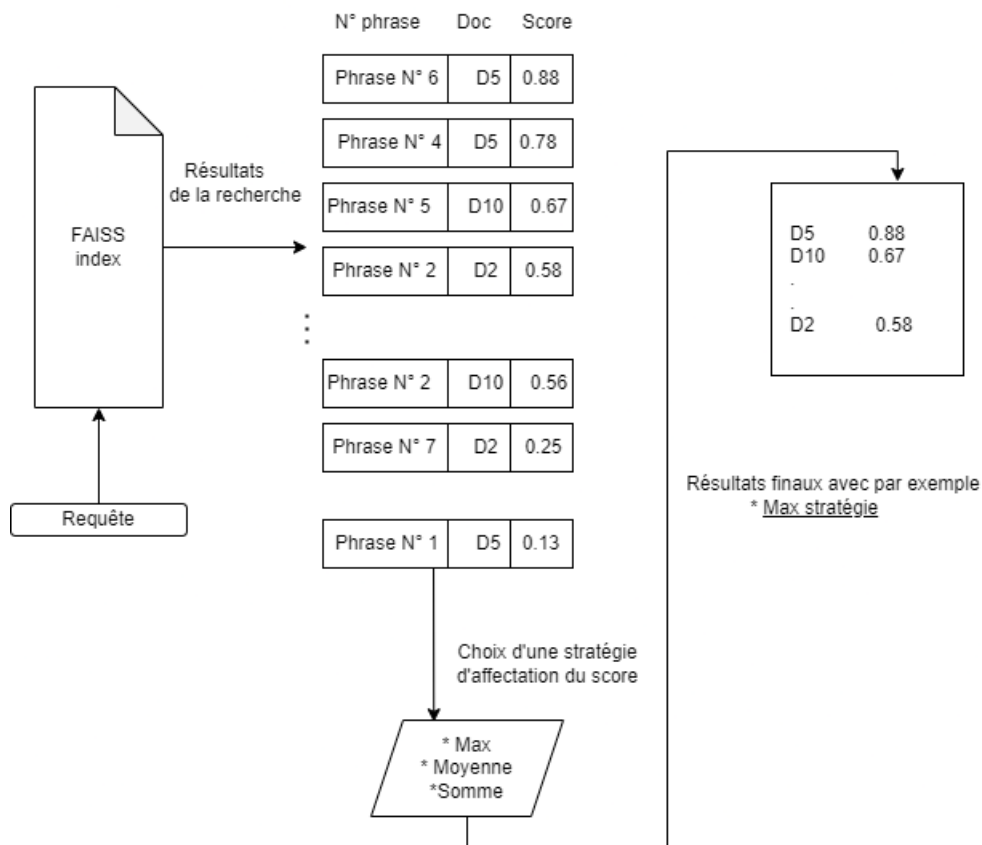 N° phrase Doc Score
Phrase N° 6 D5 0.88
Phrase N° 4 D5 0.78
Phrase N° 5 D10 0.67
Phrase N° 2 D2 0.58
Phrase N° 2 D10 0.56
Phrase N° 7 D2 0.25
Phrase N° 1 D5 0.13
Résultats
de la recherche
FAISS
index
Requête
Choix d'une stratégie
d'affectation du score
* Max
* Moyenne
*Somme
D5 0.88
D10 0.67
.
.
D2 0.58
Résultats finaux avec par exemple
* Max stratégie